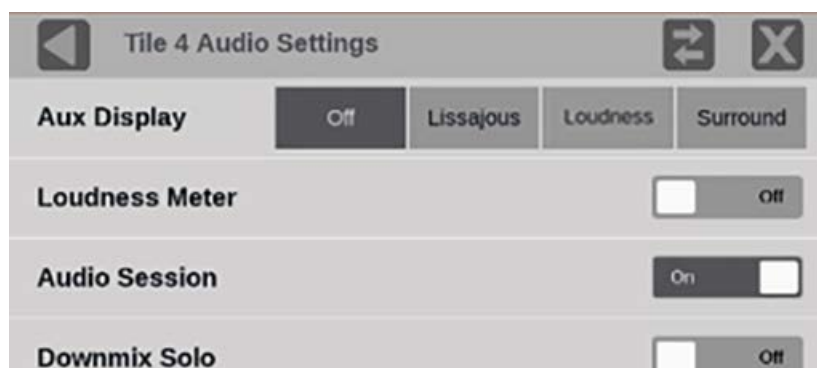 Tile 4 Audio Settings
Aux Display Off Lissajous Loudness Surround
Loudness Meter Off
Audio Session On
Downmix Solo Off